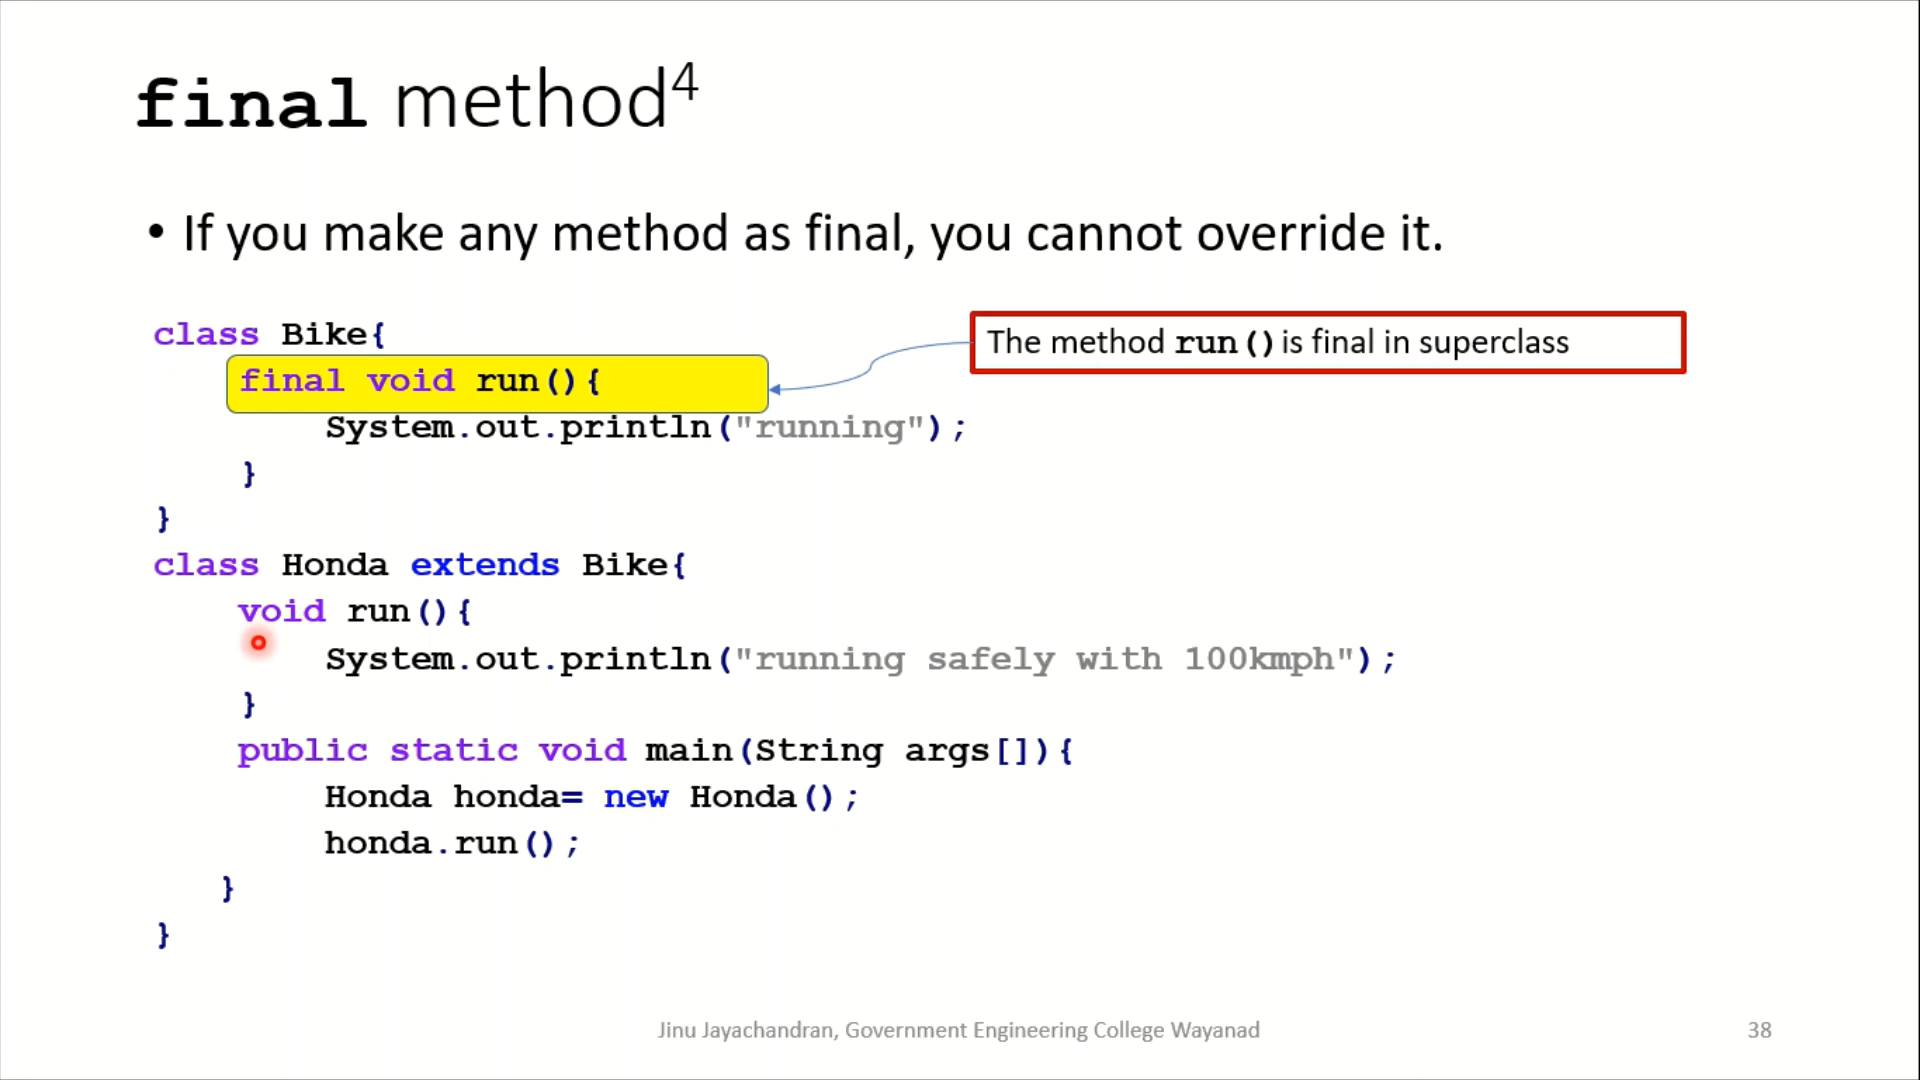 final method4
• If you make any method as final, you cannot override it.
class Bike{
The method run() is final in superclass
final void run(){
System.out.println("running");
}
}
class Honda extends Bike{
void run(){
System.out.println("running safely with 100kmph");
}
public static void main(String args[]){
Honda honda= new Honda();
honda.run();
}
}
Jinu Jayachandran, Government Engineering College Wayanad
38